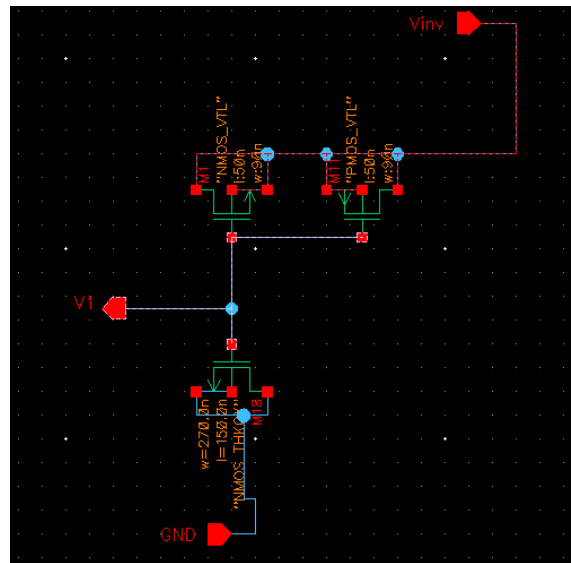 Vinv
M1
"NMOS_VTL"
l:50n
w:90n
M11
"PMOS_VTL"
l:50n
w:90n
V1
w=270.0n
l=150.0n
"NMOS_THKOX"
M18
GND